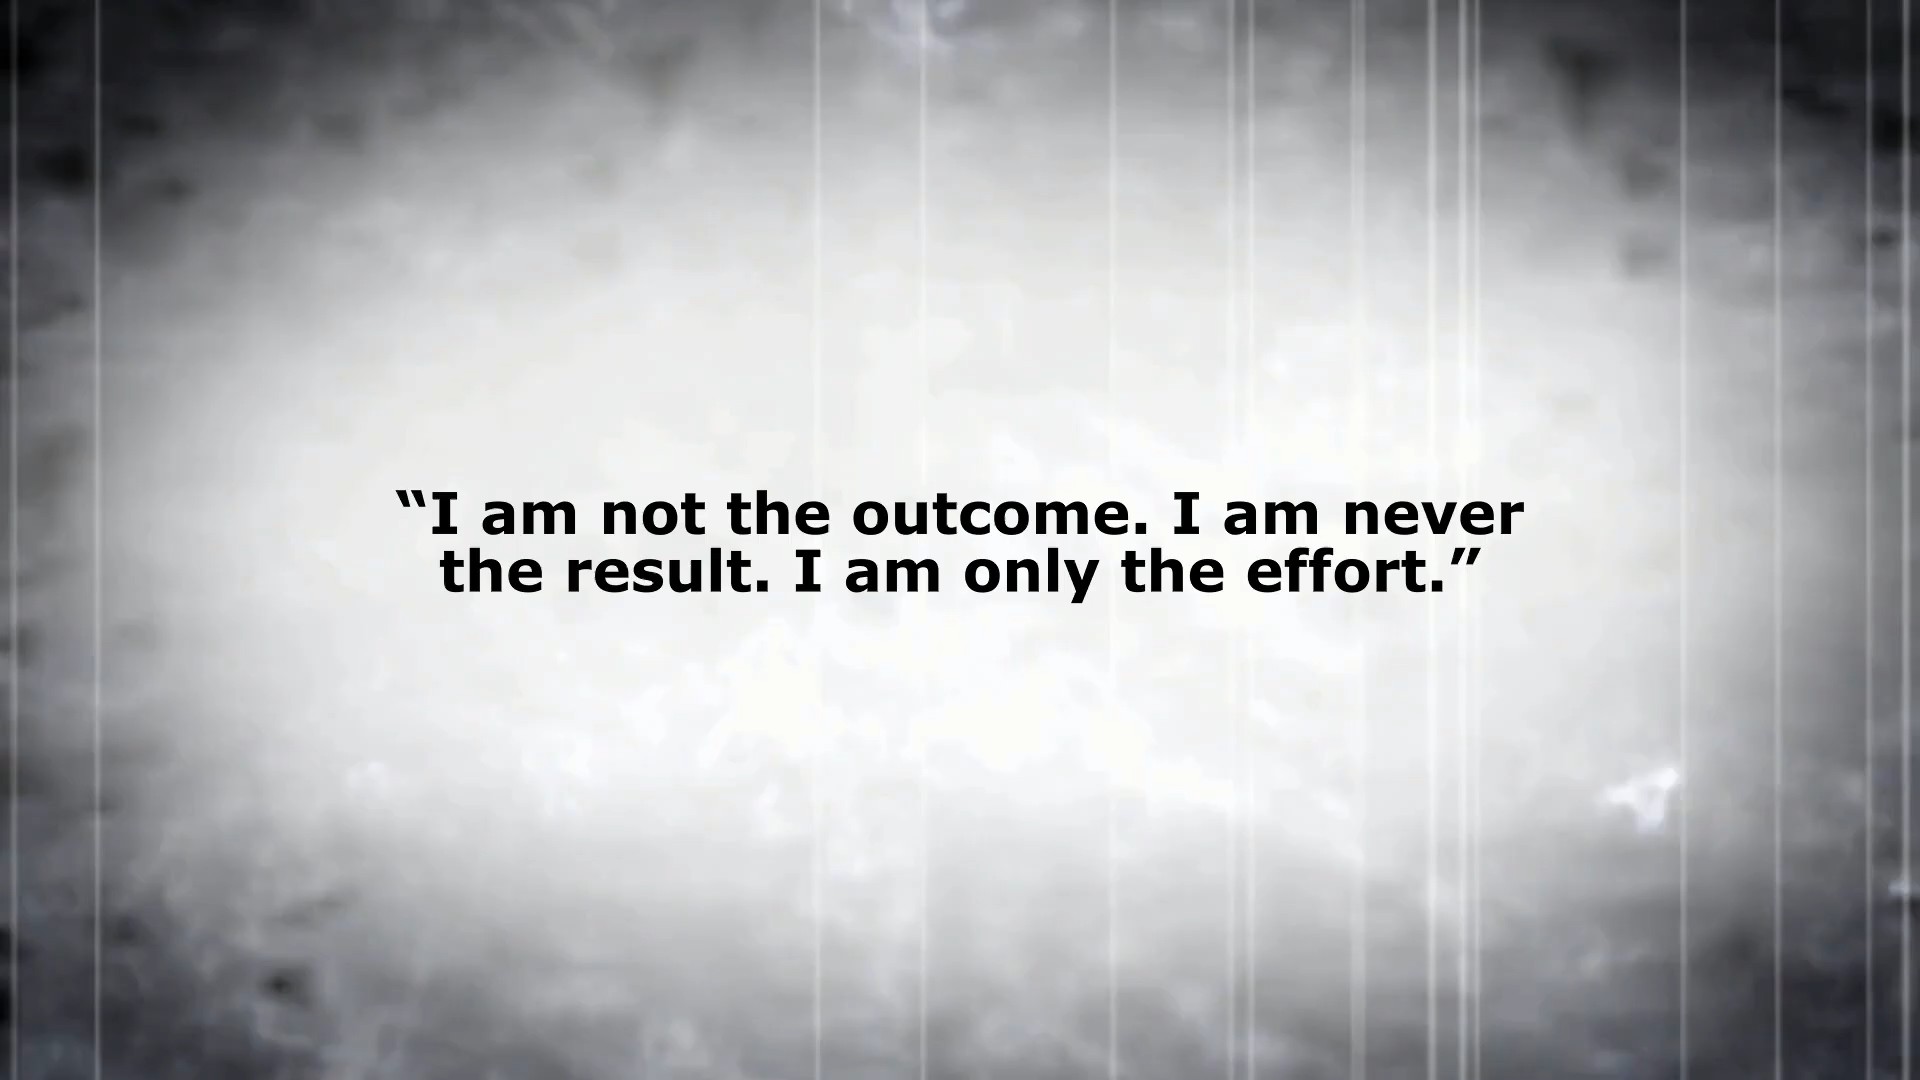 “I am not the outcome. I am never
the result. I am only the effort.”